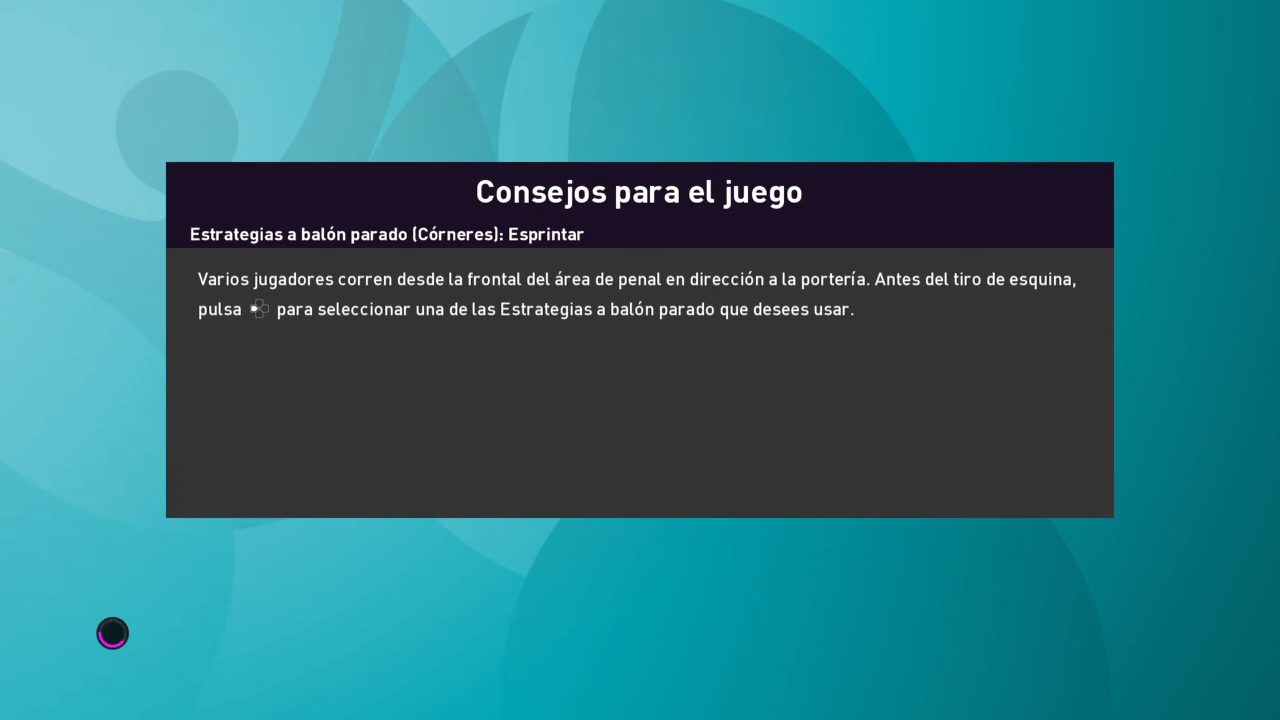 Consejos para el juego
Estrategias a balón parado (Córneres): Esprintar
Varios jugadores corren desde la frontal del área de penal en dirección a la portería. Antes del tiro de esquina,
pulsa para seleccionar una de las Estrategias a balón parado que desees usar.